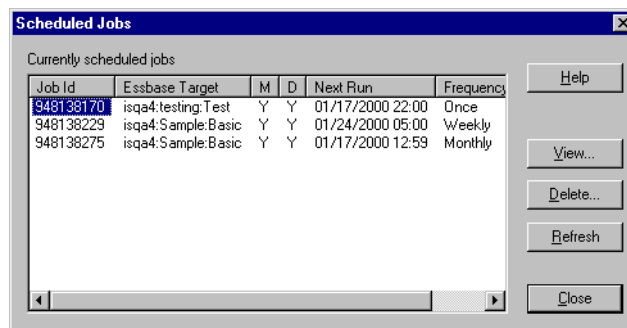 Scheduled Jobs
Currently scheduled jobs
Job Id Essbase Target M D Next Run Frequency
948138170 isqa4:testing:Test Y Y 01/17/2000 22:00 Once
948138229 isqa4:Sample:Basic Y Y 01/24/2000 05:00 Weekly
948138275 isqa4:Sample:Basic Y Y 01/17/2000 12:59 Monthly
Help
View...
Delete...
Refresh
Close